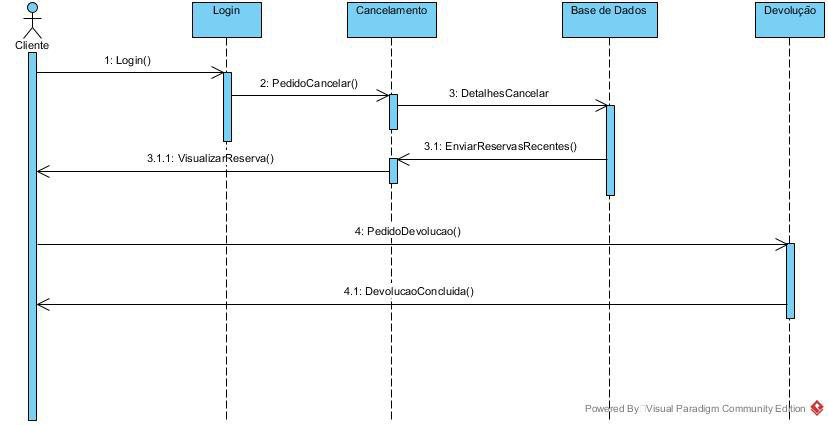 Login
Cancelamento
Base de Dados
Devolução
Cliente
1: Login()
2: PedidoCancelar()
3: DetalhesCancelar
3.1: EnviarReservasRecentes()
3.1.1: VisualizarReserva()
4: PedidoDevolucao()
4.1: DevolucaoConcluida()
Powered By Visual Paradigm Community Edition